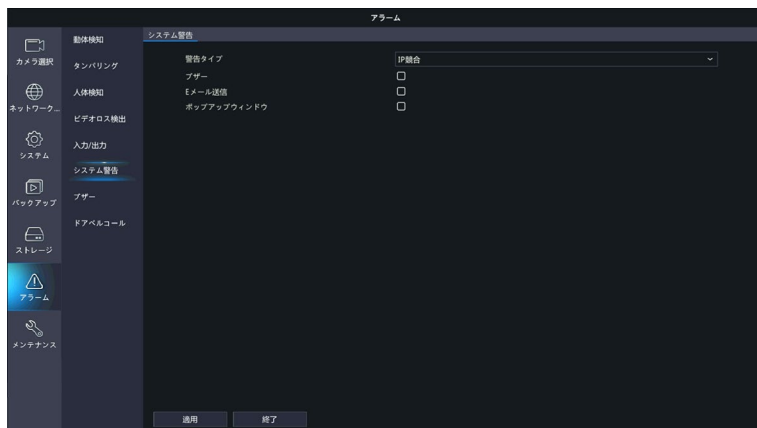 アラーム
カメラ選択
ネットワーク...
システム
バックアップ
ストレージ
アラーム
メンテナンス
動体検知
タンパリング
人体検知
ビデオロス検出
入力/出力
システム警告
ブザー
ドアベルコール
システム警告
警告タイプ
IP競合
ブザー
Eメール送信
ポップアップウィンドウ
適用
終了